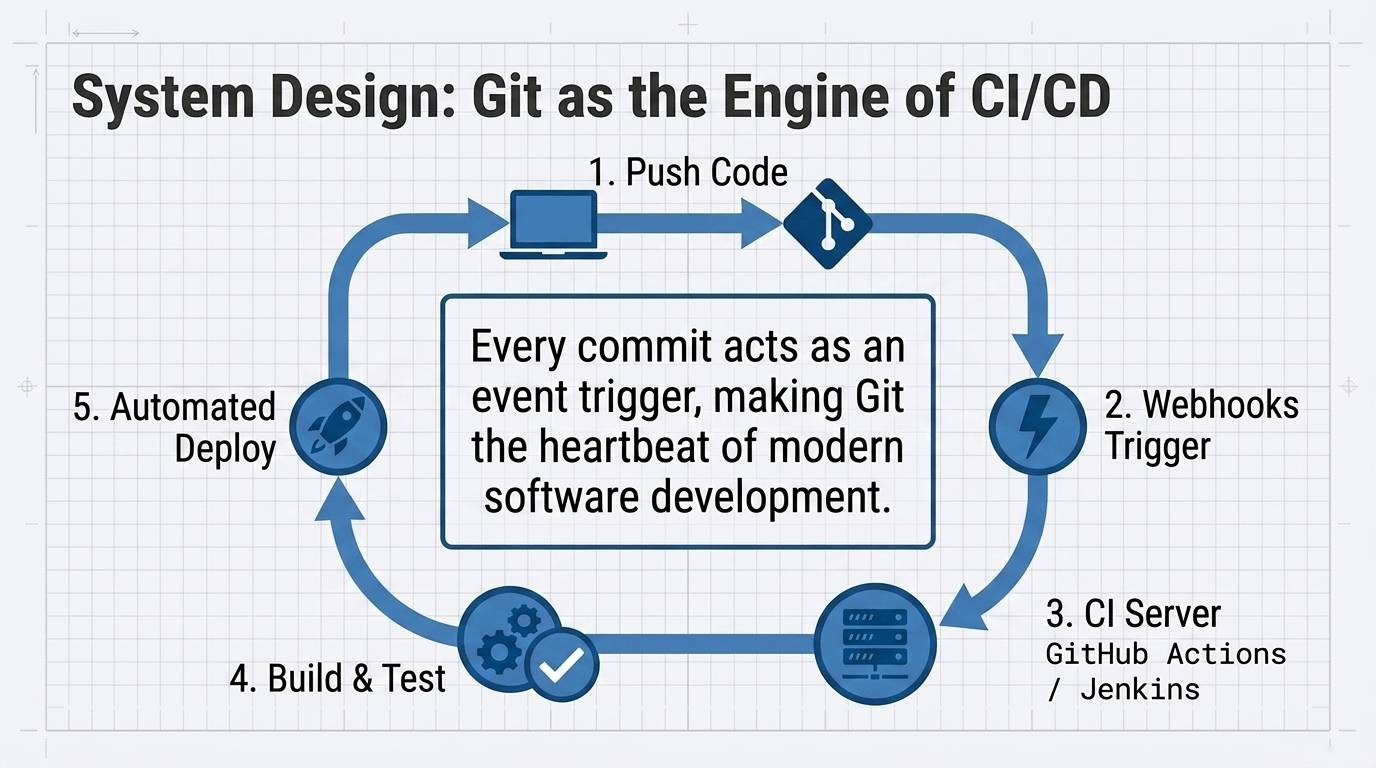 System Design: Git as the Engine of CI/CD
1. Push Code
Every commit acts as an
event trigger, making Git
the heartbeat of modern
software development.
2. Webhooks
Trigger
3. CI Server
GitHub Actions
/ Jenkins
4. Build & Test
5. Automated
Deploy